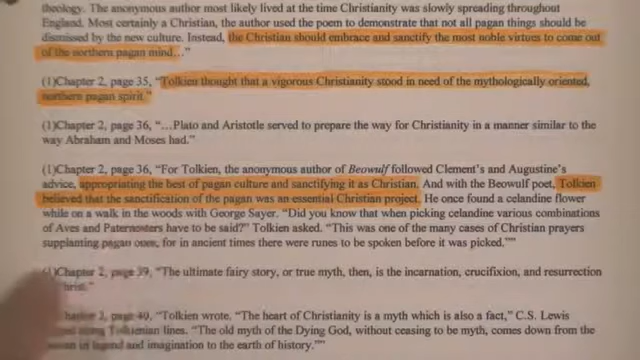 theology. The anonymous author most likely lived at the time Christianity was slowly spreading throughout
England. Most certainly a Christian, the author used the poem to demonstrate that not all pagan things should be
dismissed by the new culture. Instead, the Christian should embrace and sanctify the most noble virtues to come out
of the northern pagan mind…"
(1)Chapter 2, page 35, "Tolkien thought that a vigorous Christianity stood in need of the mythologically oriented,
northern pagan spirit."
(1)Chapter 2, page 36, "…Plato and Aristotle served to prepare the way for Christianity in a manner similar to the
way Abraham and Moses had."
(1)Chapter 2, page 36, "For Tolkien, the anonymous author of Beowulf followed Clement's and Augustine's
advice, appropriating the best of pagan culture and sanctifying it as Christian. And with the Beowulf poet, Tolkien
believed that the sanctification of the pagan was an essential Christian project. He once found a celandine flower
while on a walk in the woods with George Sayer. "Did you know that when picking celandine various combinations
of Aves and Paternosters have to be said?" Tolkien asked. "This was one of the many cases of Christian prayers
supplanting pagan ones, for in ancient times there were runes to be spoken before it was picked.""
Chapter 2, page 39, "The ultimate fairy story, or true myth, then, is the incarnation, crucifixion, and resurrection
2, page 40, "Tolkien wrote. "The heart of Christianity is a myth which is also a fact," C.S. Lewis
along Tolkienian lines. "The old myth of the Dying God, without ceasing to be myth, comes down from the
of legend and imagination to the earth of history.""